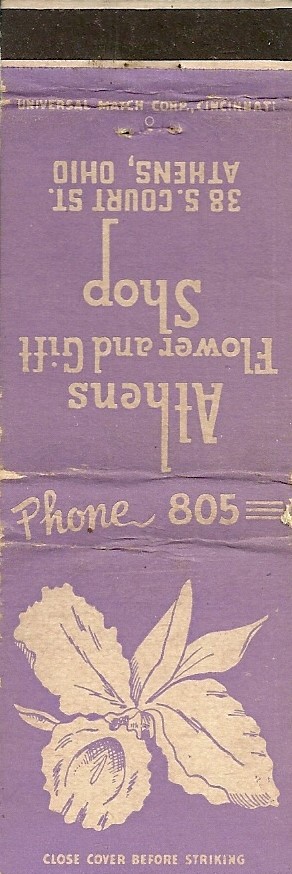 UNIVERSAL MATCH CORP., CINCINNATI
Athens
Flower and Gift
Shop
38 S. COURT ST.
ATHENS, OHIO
Phone 805
CLOSE COVER BEFORE STRIKING